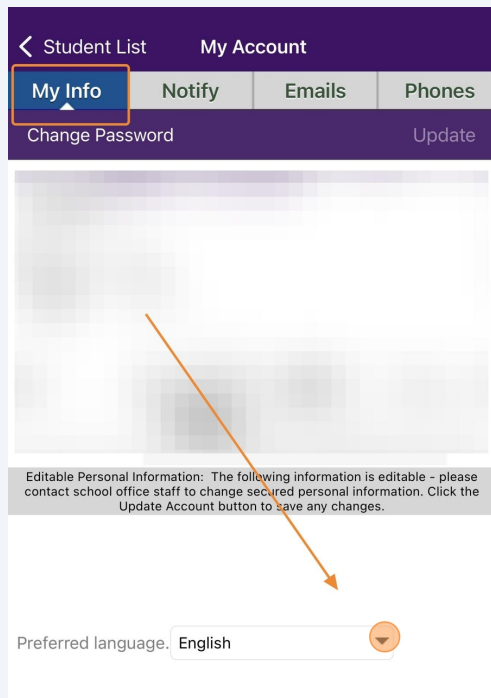 Student List My Account
My Info Notify Emails Phones
Change Password Update
Editable Personal Information: The following information is editable - please
contact school office staff to change secured personal information. Click the
Update Account button to save any changes.
Preferred language. English